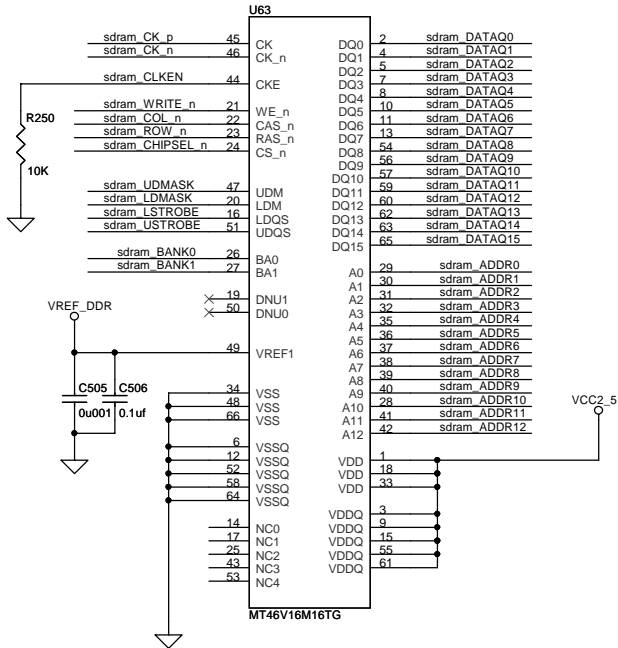 U63
sdram_CK_p 45 CK
sdram_CK_n 46 CK_n
sdram_CLKEN 44 CKE
R250
10K
sdram_WRITE_n 21 WE_n
sdram_COL_n 22 CAS_n
sdram_ROW_n 23 RAS_n
sdram_CHIPSEL_n 24 CS_n
sdram_UDMASK 47 UDM
sdram_LDMASK 20 LDM
sdram_LSTROBE 16 LDQS
sdram_USTROBE 51 UDQS
sdram_BANK0 26 BA0
sdram_BANK1 27 BA1
19 DNU1
50 DNU0
VREF_DDR
49 VREF1
C505
0u001
C506
0.1uf
34 VSS
48 VSS
66 VSS
6 VSSQ
12 VSSQ
52 VSSQ
58 VSSQ
64 VSSQ
14 NC0
17 NC1
25 NC2
43 NC3
53 NC4
DQ0 2 sdram_DATAQ0
DQ1 4 sdram_DATAQ1
DQ2 5 sdram_DATAQ2
DQ3 7 sdram_DATAQ3
DQ4 8 sdram_DATAQ4
DQ5 10 sdram_DATAQ5
DQ6 11 sdram_DATAQ6
DQ7 13 sdram_DATAQ7
DQ8 54 sdram_DATAQ8
DQ9 56 sdram_DATAQ9
DQ10 57 sdram_DATAQ10
DQ11 59 sdram_DATAQ11
DQ12 60 sdram_DATAQ12
DQ13 62 sdram_DATAQ13
DQ14 63 sdram_DATAQ14
DQ15 65 sdram_DATAQ15
A0 29 sdram_ADDR0
A1 30 sdram_ADDR1
A2 31 sdram_ADDR2
A3 32 sdram_ADDR3
A4 35 sdram_ADDR4
A5 36 sdram_ADDR5
A6 37 sdram_ADDR6
A7 38 sdram_ADDR7
A8 39 sdram_ADDR8
A9 40 sdram_ADDR9
A10 28 sdram_ADDR10
A11 41 sdram_ADDR11
A12 42 sdram_ADDR12
VCC2_5
VDD 1
VDD 18
VDD 33
VDDQ 3
VDDQ 9
VDDQ 15
VDDQ 55
VDDQ 61
MT46V16M16TG